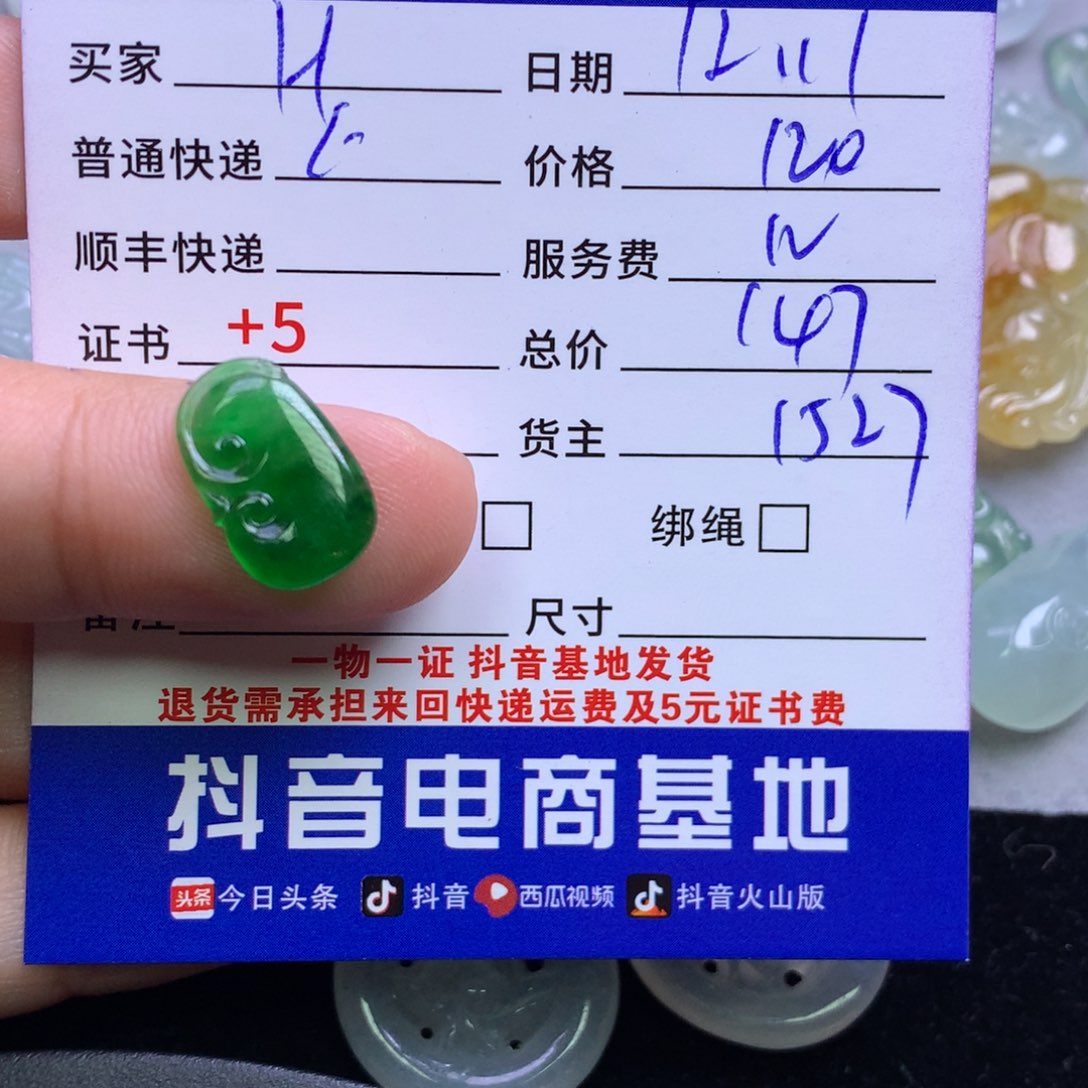 买家 H 日期
普通快递 价格 120
顺丰快递 服务费 12
证书 +5 总价 147
货主 1527
绑绳
尺寸
一物一证 抖音基地发货
退货需承担来回快递运费及5元证书费
抖音电商基地
头条 今日头条 抖音 西瓜视频 抖音火山版